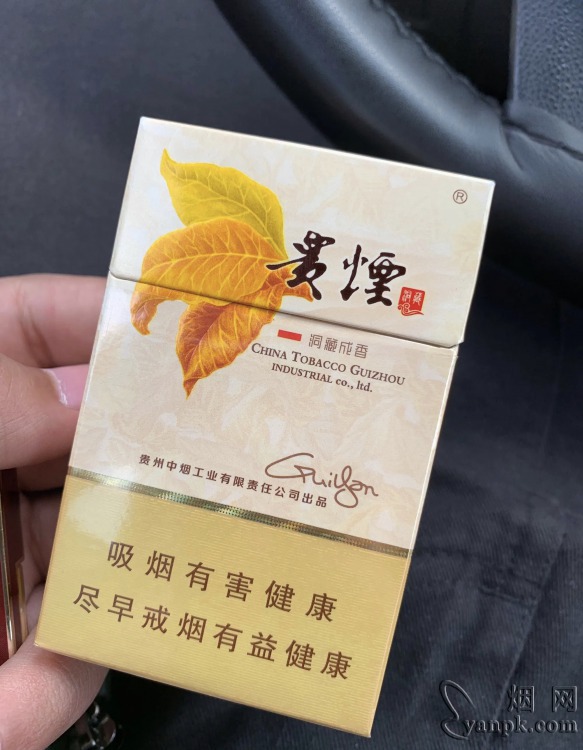 ®
贵煙
洞藏成香
CHINA TOBACCO GUIZHOU
INDUSTRIAL co., ltd.
GuiYan
贵州中烟工业有限责任公司出品
吸烟有害健康
尽早戒烟有益健康
烟网
yanpk.com